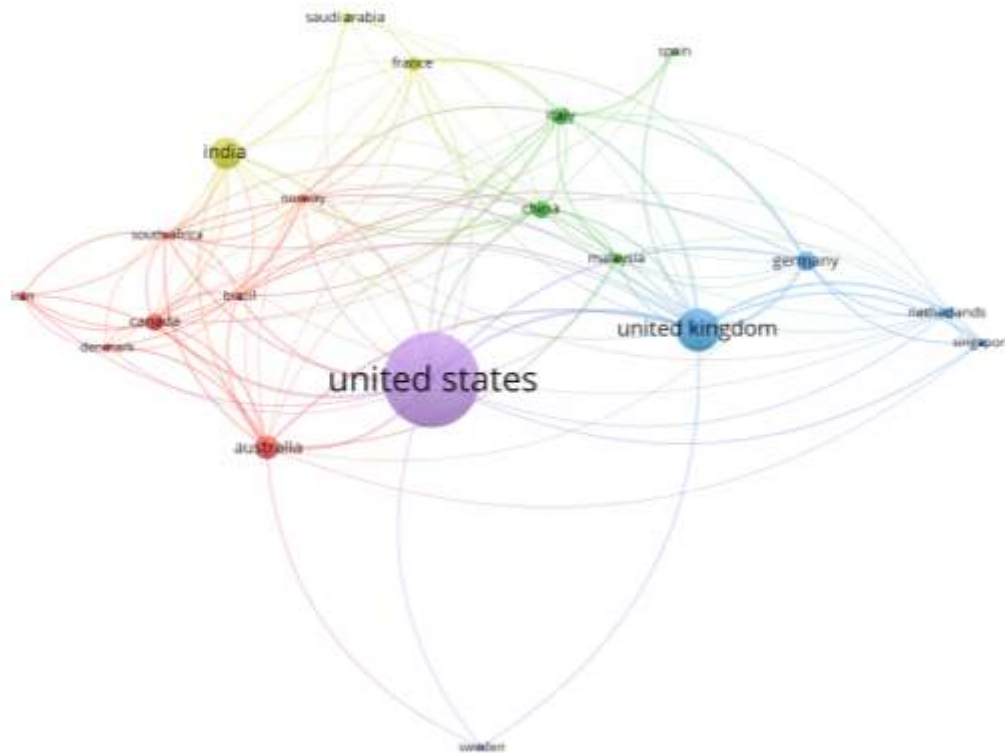 saudi arabia
spain
france
italy
india
norway
china
south africa
malaysia
germany
iran
brazil
canada
netherlands
united kingdom
denmark
singapor
united states
australia
sweden